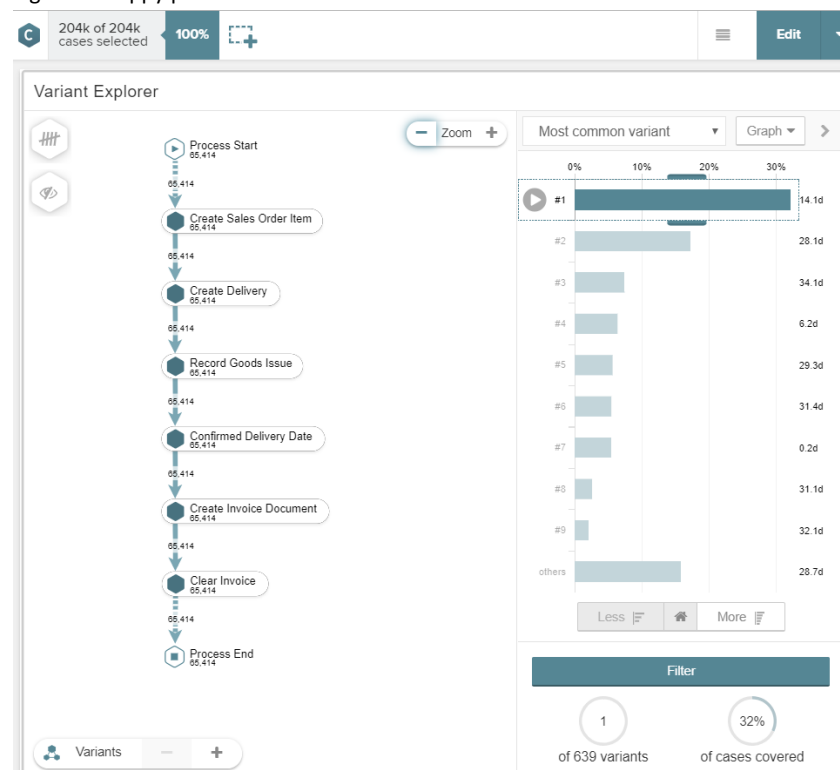 C
204k of 204k
cases selected
100%
Edit
Variant Explorer
Zoom
Process Start
65,414
65,414
Create Sales Order Item
65,414
65,414
Create Delivery
65,414
65,414
Record Goods Issue
65,414
65,414
Confirmed Delivery Date
65,414
65,414
Create Invoice Document
65,414
65,414
Clear Invoice
65,414
65,414
Process End
65,414
Variants
Most common variant
Graph
0% 10% 20% 30%
#1 14.1d
#2 28.1d
#3 34.1d
#4 6.2d
#5 29.3d
#6 31.4d
#7 0.2d
#8 31.1d
#9 32.1d
others 28.7d
Less More
Filter
1
of 639 variants
32%
of cases covered